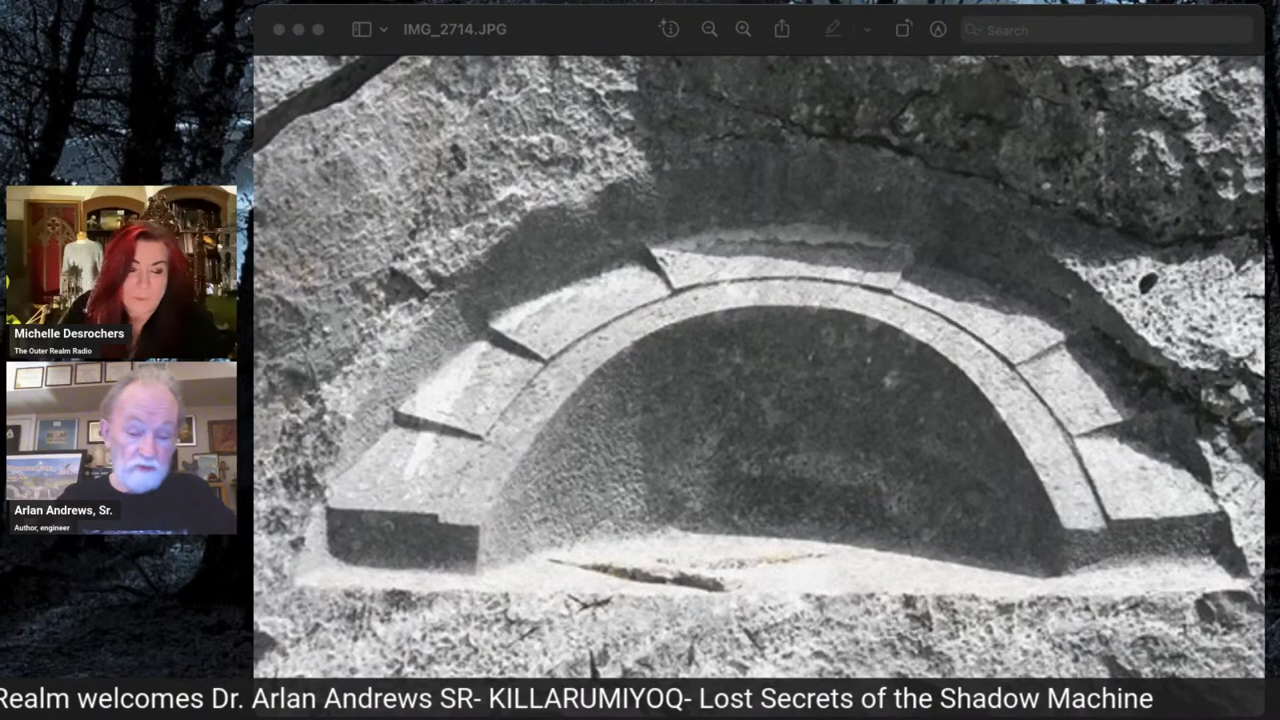 IMG_2714.JPG
Search
Michelle Desrochers
The Outer Realm Radio
Arlan Andrews, Sr.
Author, engineer
Realm welcomes Dr. Arlan Andrews SR- KILLARUMIYOQ- Lost Secrets of the Shadow Machine